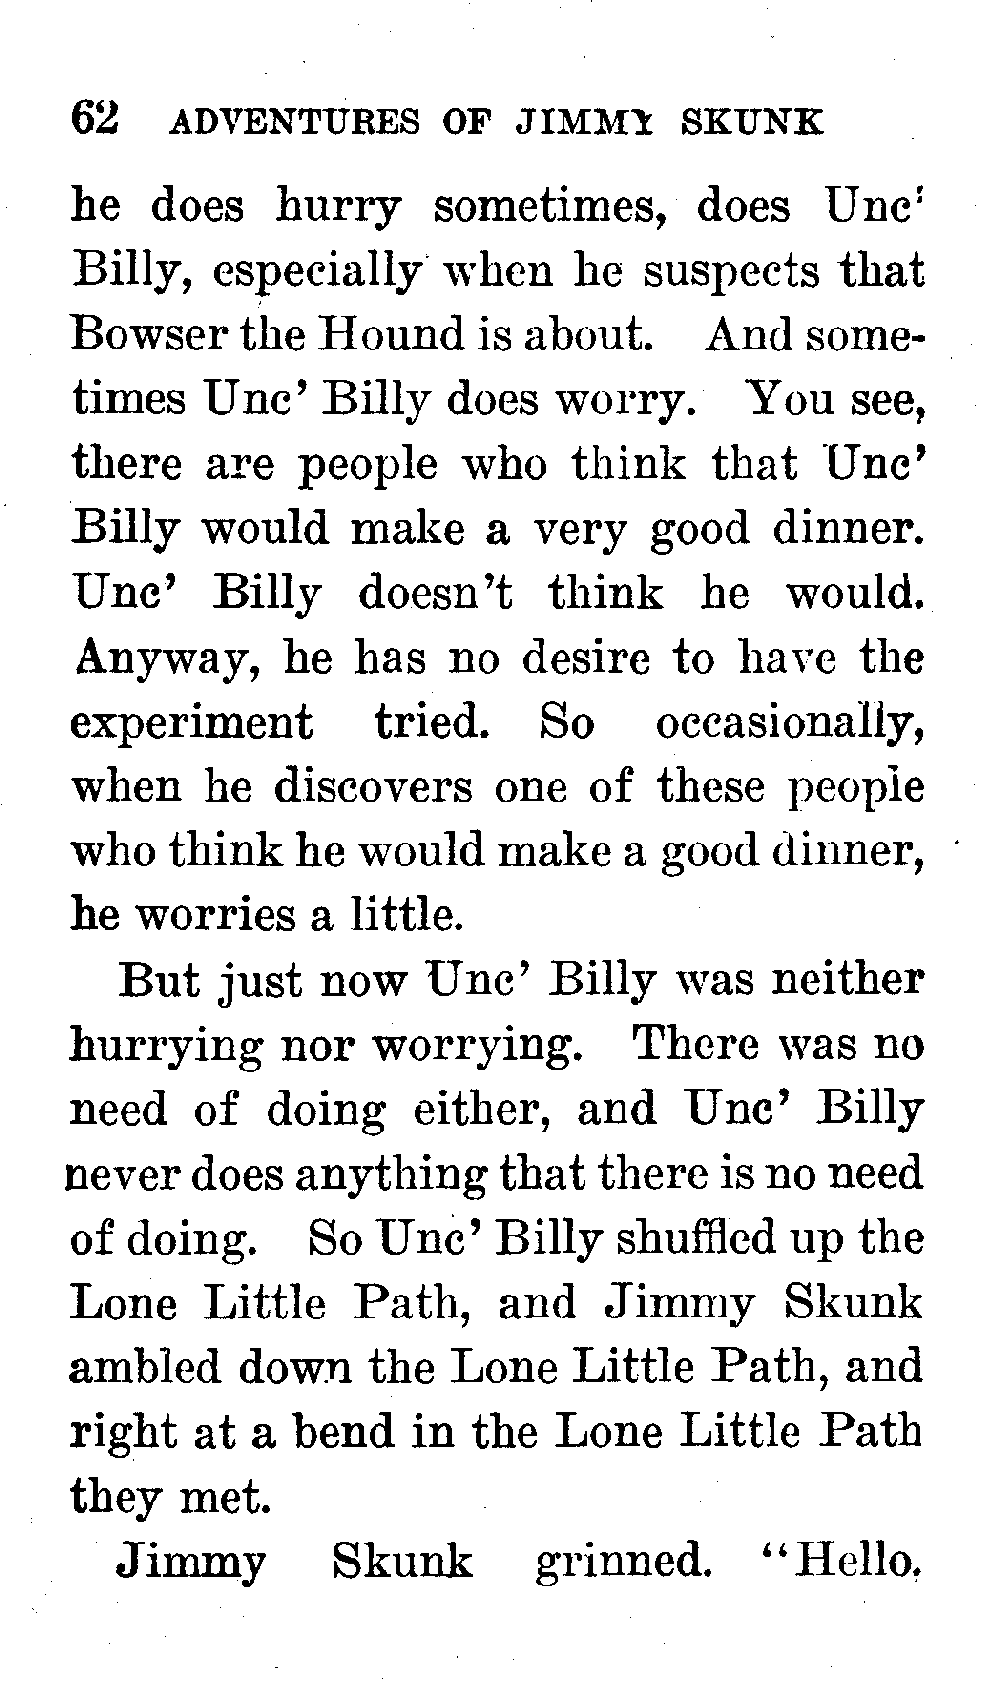 62 ADVENTURES OF JIMMY SKUNK
he does hurry sometimes, does Unc'
Billy, especially when he suspects that
Bowser the Hound is about. And some-
times Unc' Billy does worry. You see,
there are people who think that Unc'
Billy would make a very good dinner.
Unc' Billy doesn't think he would.
Anyway, he has no desire to have the
experiment tried. So occasionally,
when he discovers one of these people
who think he would make a good dinner,
he worries a little.
But just now Unc' Billy was neither
hurrying nor worrying. There was no
need of doing either, and Unc' Billy
never does anything that there is no need
of doing. So Unc' Billy shuffled up the
Lone Little Path, and Jimmy Skunk
ambled down the Lone Little Path, and
right at a bend in the Lone Little Path
they met.
Jimmy Skunk grinned. "Hello,